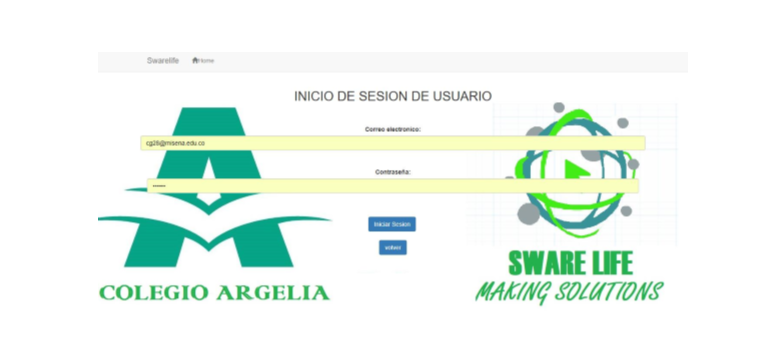 Swarelife Home
INICIO DE SESION DE USUARIO
Correo electronico:
cg26@misena.edu.co
Contraseña:
Iniciar Sesion
volver
COLEGIO ARGELIA
SWARE LIFE
MAKING SOLUTIONS